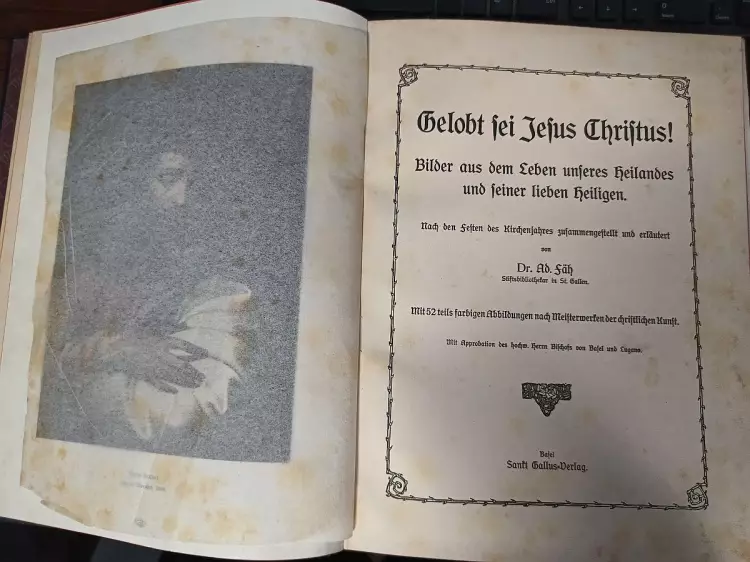 Gelobt sei Jesus Christus!
Bilder aus dem Leben unseres Heilandes
und seiner lieben Heiligen.
Nach den Festen des Kirchenjahres zusammengestellt und erläutert
von
Dr. Ad. Fäh
Stiftsbibliothekar in St. Gallen.
Mit 52 teils farbigen Abbildungen nach Meisterwerken der christlichen Kunst.
Mit Approbation des hochw. Herrn Bischofs von Basel und Lugano.
Basel
Sankt Gallus-Verlag.